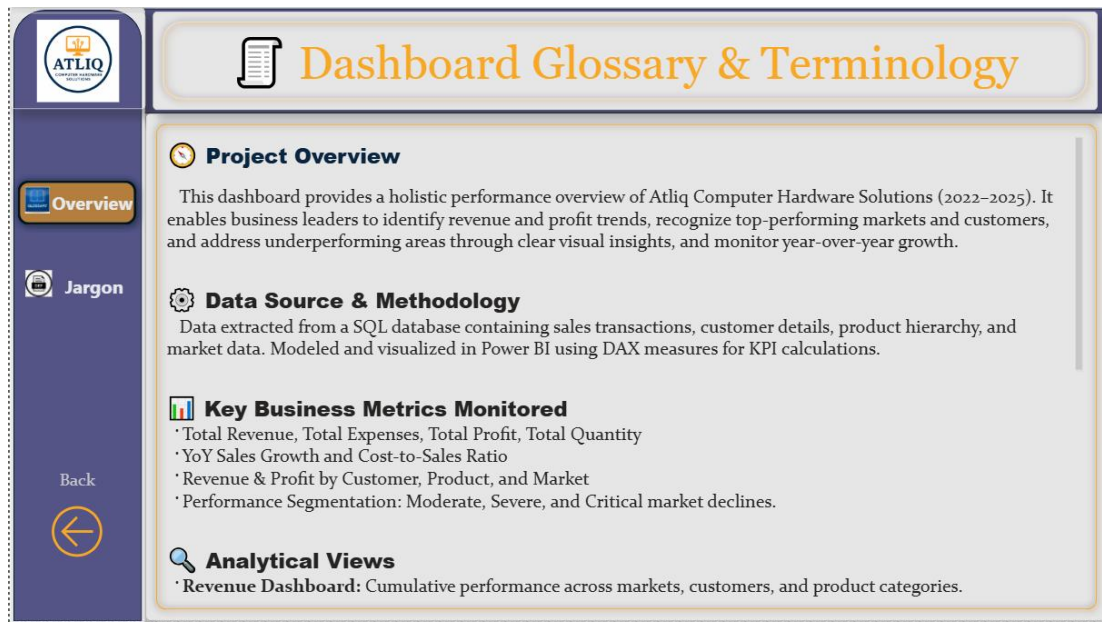 ATLIQ
COMPUTER HARDWARE
SOLUTIONS
Dashboard Glossary & Terminology
Overview
Jargon
Back
Project Overview
This dashboard provides a holistic performance overview of Atliq Computer Hardware Solutions (2022–2025). It
enables business leaders to identify revenue and profit trends, recognize top-performing markets and customers,
and address underperforming areas through clear visual insights, and monitor year-over-year growth.
Data Source & Methodology
Data extracted from a SQL database containing sales transactions, customer details, product hierarchy, and
market data. Modeled and visualized in Power BI using DAX measures for KPI calculations.
Key Business Metrics Monitored
· Total Revenue, Total Expenses, Total Profit, Total Quantity
· YoY Sales Growth and Cost-to-Sales Ratio
· Revenue & Profit by Customer, Product, and Market
· Performance Segmentation: Moderate, Severe, and Critical market declines.
Analytical Views
· Revenue Dashboard: Cumulative performance across markets, customers, and product categories.